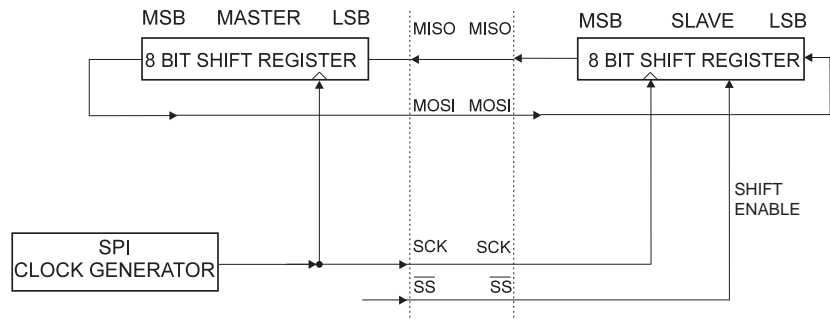 MSB MASTER LSB
8 BIT SHIFT REGISTER
MISO MISO
MSB SLAVE LSB
8 BIT SHIFT REGISTER
MOSI MOSI
SHIFT
ENABLE
SPI
CLOCK GENERATOR
SCK SCK
SS SS